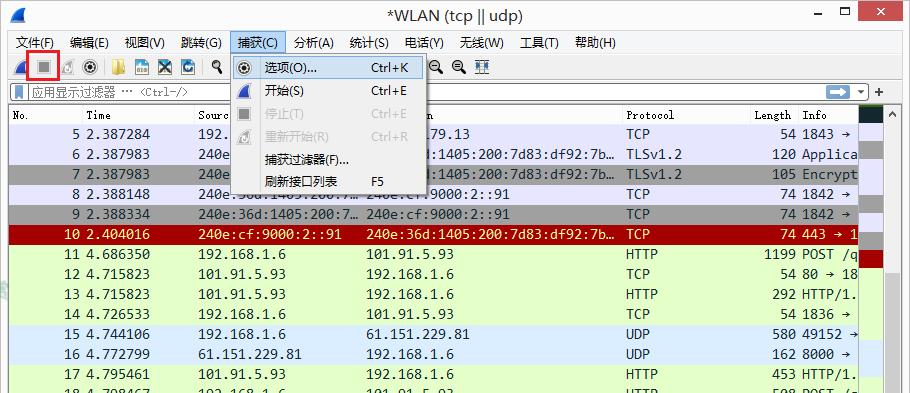 *WLAN (tcp || udp)
文件(F) 编辑(E) 视图(V) 跳转(G) 捕获(C) 分析(A) 统计(S) 电话(Y) 无线(W) 工具(T) 帮助(H)
选项(O)... Ctrl+K
应用显示过滤器 … <Ctrl-/>
开始(S) Ctrl+E
停止(T) Ctrl+E
重新开始(R) Ctrl+R
捕获过滤器(F)...
刷新接口列表 F5
No. Time Sourc Protocol Length Info
5 2.387284 192. 79.13 TCP 54 1843 →
6 2.387983 240e 1405:200:7d83:df92:7b… TLSv1.2 120 Applica
7 2.387983 240e 1405:200:7d83:df92:7b… TLSv1.2 105 Encrypt
8 2.388148 240e:36d:1405:200:7… 240e:cf:9000:2::91 TCP 74 1842 →
9 2.388334 240e:36d:1405:200:7… 240e:cf:9000:2::91 TCP 74 1842 →
10 2.404016 240e:cf:9000:2::91 240e:36d:1405:200:7d83:df92:7b… TCP 74 443 → 1
11 4.686350 192.168.1.6 101.91.5.93 HTTP 1199 POST /q
12 4.715823 101.91.5.93 192.168.1.6 TCP 54 80 → 18
13 4.715883 101.91.5.93 192.168.1.6 HTTP 292 HTTP/1.
14 4.726533 192.168.1.6 101.91.5.93 TCP 54 1836 →
15 4.744106 192.168.1.6 61.151.229.81 UDP 580 49152 →
16 4.772799 61.151.229.81 192.168.1.6 UDP 162 8000 →
17 4.795461 192.168.1.6 101.91.5.93 HTTP 453 HTTP/1.
18 4.798467 192.168.1.6 101.91.5.93 HTTP 508 POST /q